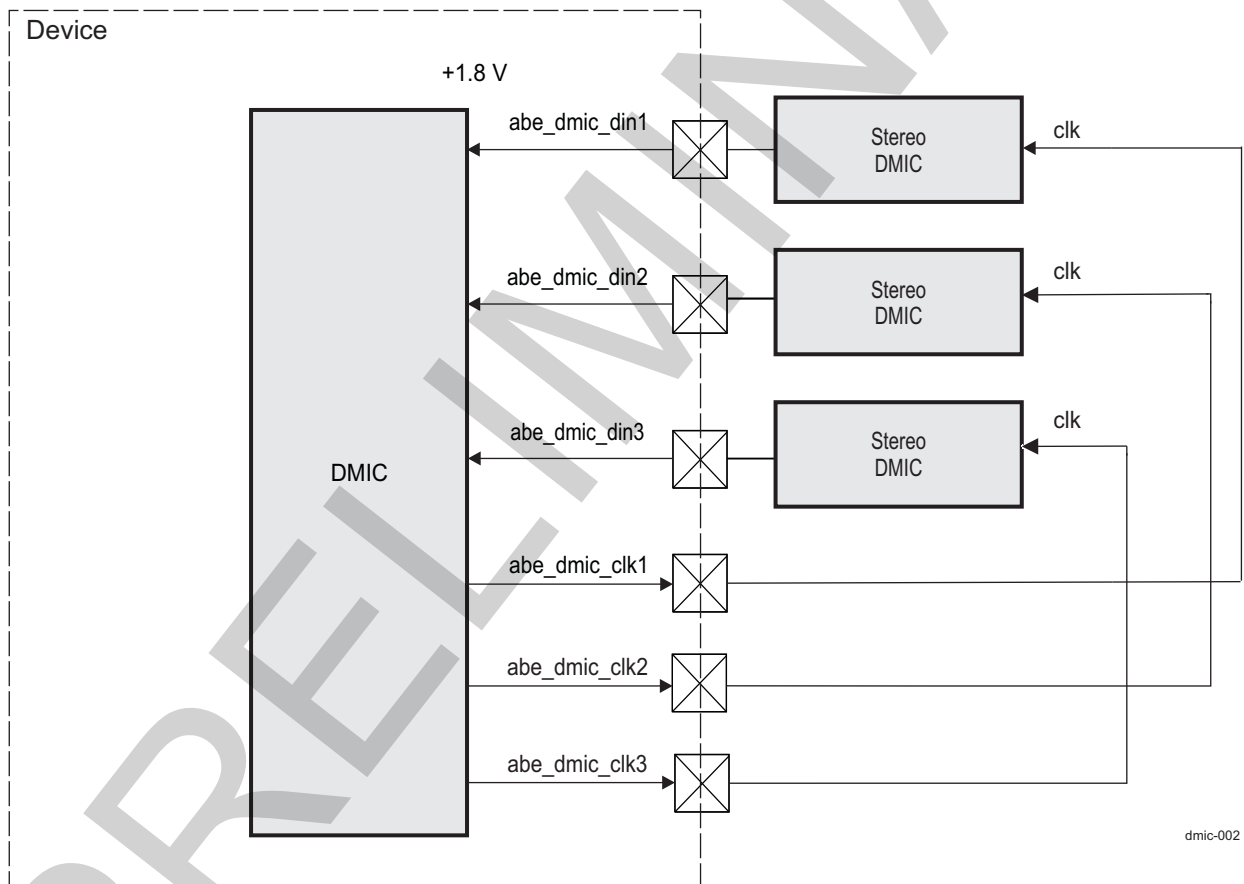 Device
+1.8 V
abe_dmic_din1
Stereo
DMIC
clk
abe_dmic_din2
Stereo
DMIC
clk
abe_dmic_din3
Stereo
DMIC
clk
DMIC
abe_dmic_clk1
abe_dmic_clk2
abe_dmic_clk3
dmic-002